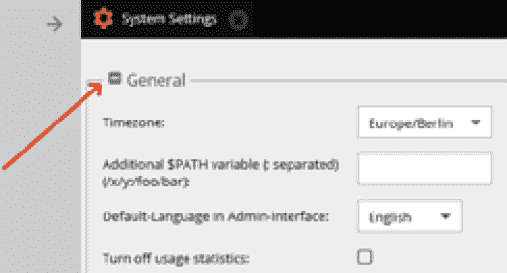 System Settings
General
Timezone:
Europe/Berlin
Additional $PATH variable (: separated)
(/x/y:/foo/bar):
Default-Language in Admin-Interface:
English
Turn off usage statistics: